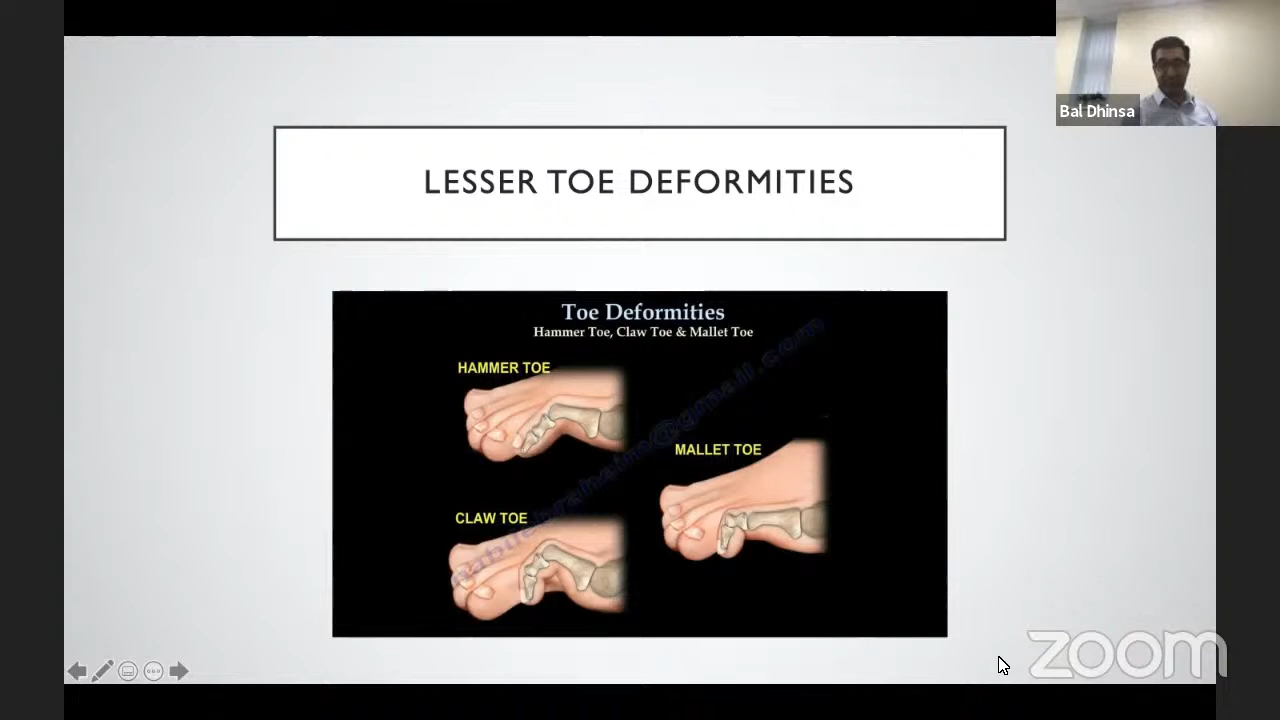 Bal Dhinsa
LESSER TOE DEFORMITIES
Toe Deformities
Hammer Toe, Claw Toe & Mallet Toe
HAMMER TOE
MALLET TOE
CLAW TOE
zoom